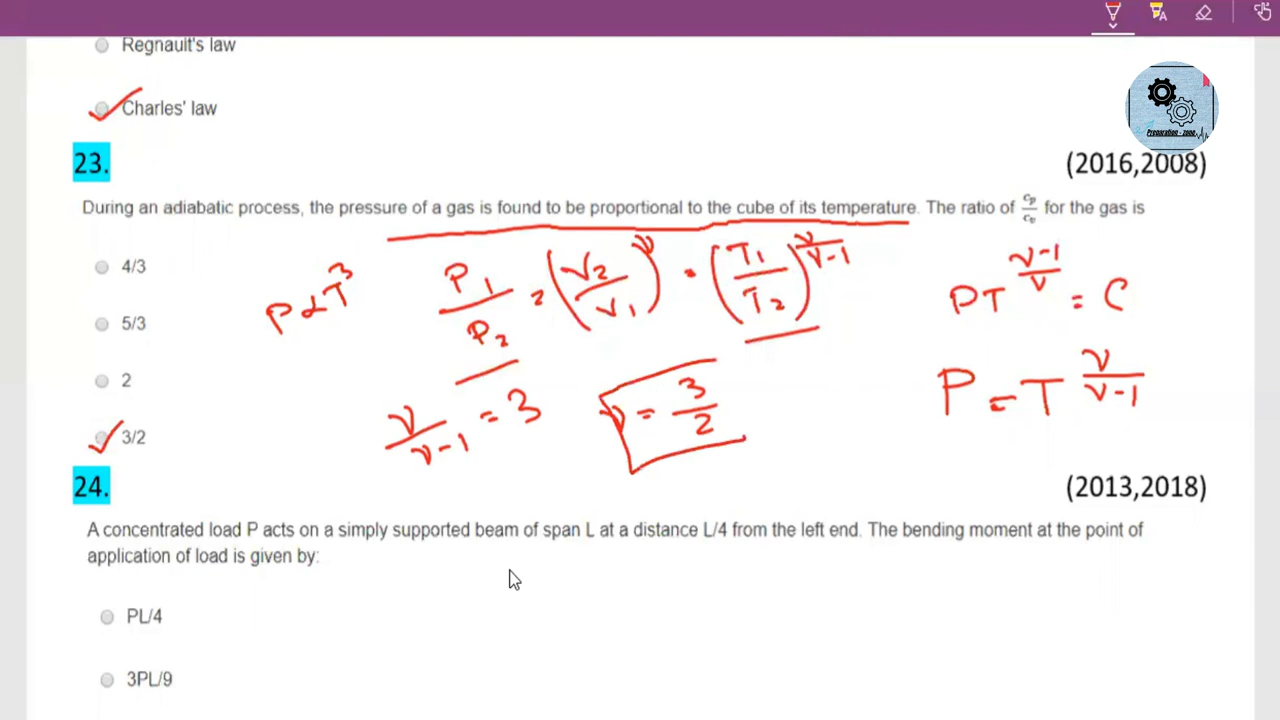 Regnault's law
Charles' law
Preparation - zone
23.
(2016,2008)
During an adiabatic process, the pressure of a gas is found to be proportional to the cube of its temperature. The ratio of cp/cv for the gas is
4/3
5/3
2
3/2
P ∝ T^3
P1/P2 = (V2/V1)^γ = (T1/T2)^(γ/(γ-1))
PT^((γ-1)/γ) = C
P = T^(γ/(γ-1))
γ/(γ-1) = 3
γ = 3/2
24.
(2013,2018)
A concentrated load P acts on a simply supported beam of span L at a distance L/4 from the left end. The bending moment at the point of
application of load is given by:
PL/4
3PL/9